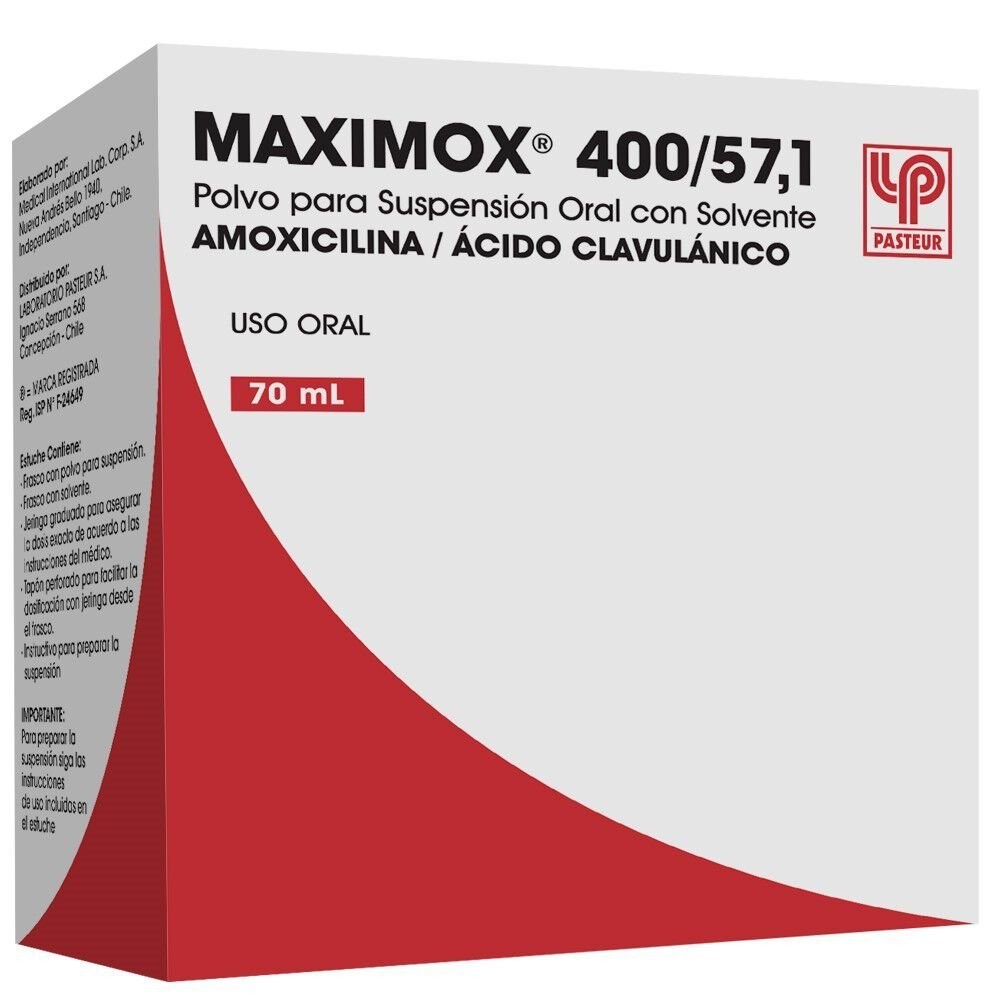 MAXIMOX® 400/57,1
Polvo para Suspensión Oral con Solvente
AMOXICILINA / ÁCIDO CLAVULÁNICO
USO ORAL
70 mL
LP
PASTEUR
Elaborado por:
Medical International Lab. Corp. S.A.
Nueva Andrés Bello 1940,
Independencia, Santiago - Chile.
Distribuido por:
LABORATORIO PASTEUR S.A.
Ignacio Serrano 568
Concepción - Chile
® = MARCA REGISTRADA
Reg. ISP N° F-24649
Estuche Contiene:
-Frasco con polvo para suspensión.
-Frasco con solvente.
-Jeringa graduada para asegurar
la dosis exacta de acuerdo a las
instrucciones del médico.
-Tapón perforado para facilitar la
dosificación con jeringa desde
el frasco.
-Instructivo para preparar la
suspensión
IMPORTANTE:
Para preparar la
suspensión siga las
instrucciones
de uso incluidas en
el estuche